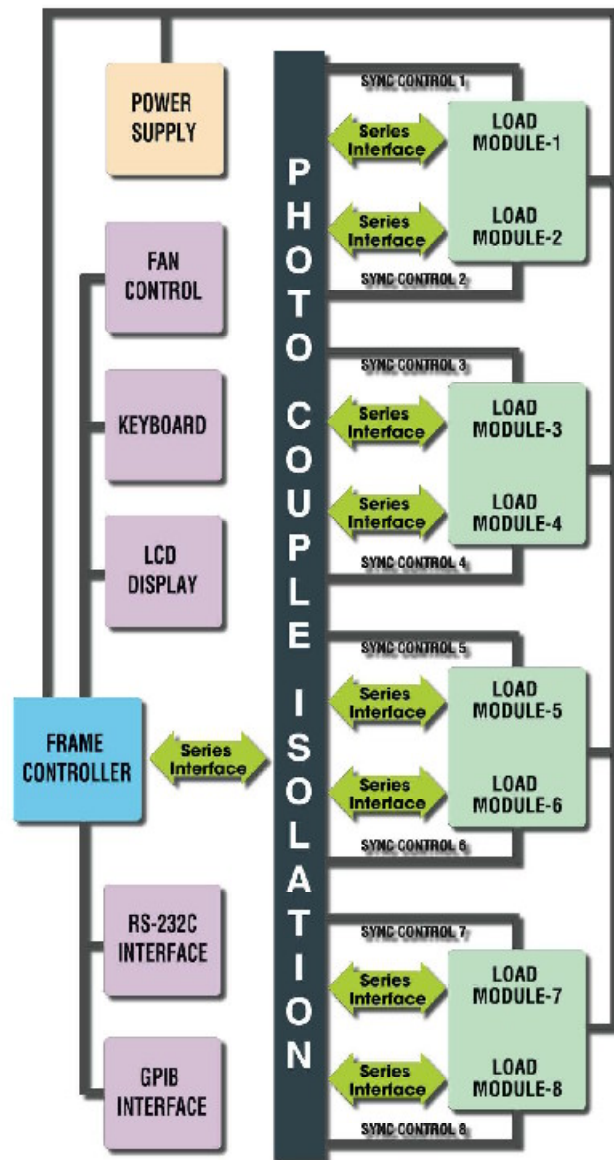 POWER
SUPPLY
FAN
CONTROL
KEYBOARD
LCD
DISPLAY
FRAME
CONTROLLER
Series
Interface
RS-232C
INTERFACE
GPIB
INTERFACE
PHOTO COUPLE ISOLATION
SYNC CONTROL 1
Series
Interface
LOAD
MODULE-1
Series
Interface
LOAD
MODULE-2
SYNC CONTROL 2
SYNC CONTROL 3
Series
Interface
LOAD
MODULE-3
Series
Interface
LOAD
MODULE-4
SYNC CONTROL 4
SYNC CONTROL 5
Series
Interface
LOAD
MODULE-5
Series
Interface
LOAD
MODULE-6
SYNC CONTROL 6
SYNC CONTROL 7
Series
Interface
LOAD
MODULE-7
Series
Interface
LOAD
MODULE-8
SYNC CONTROL 8